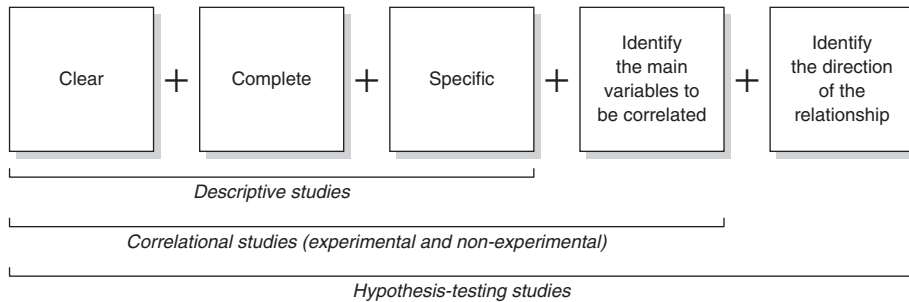 Clear
+
Complete
+
Specific
+
Identify
the main
variables to
be correlated
+
Identify
the direction
of the
relationship
Descriptive studies
Correlational studies (experimental and non-experimental)
Hypothesis-testing studies